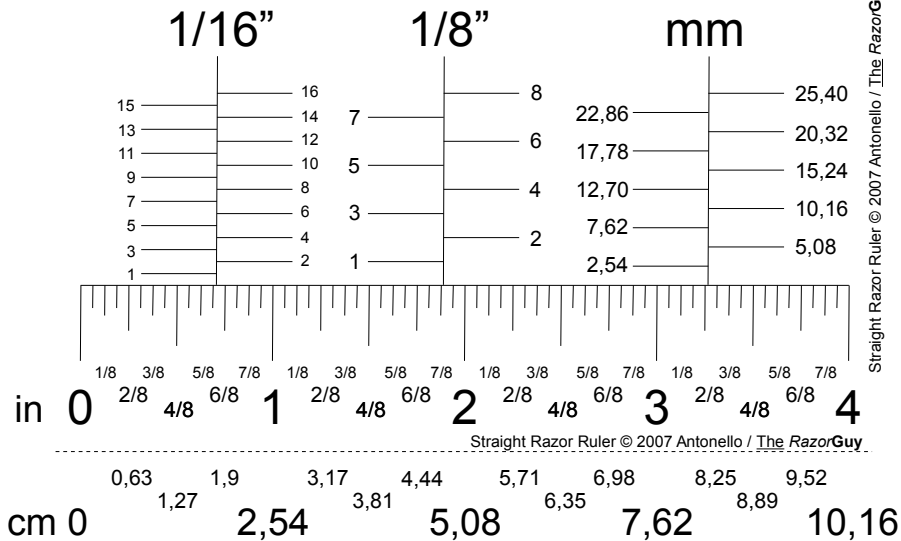 1/16” 1/8” mm
16 8 25,40
15 7 22,86
14 6 20,32
13 5 17,78
12 4 15,24
11 3 12,70
10 2 10,16
9 1 7,62
8 5,08
7 2,54
6
5
4
3
2
1
Straight Razor Ruler © 2007 Antonello / The RazorGu
1/8 3/8 5/8 7/8 1/8 3/8 5/8 7/8 1/8 3/8 5/8 7/8 1/8 3/8 5/8 7/8
2/8 6/8 2/8 6/8 2/8 6/8 2/8 6/8
4/8 4/8 4/8 4/8
in 0 1 2 3 4
Straight Razor Ruler © 2007 Antonello / The RazorGuy
0,63 1,9 3,17 4,44 5,71 6,98 8,25 9,52
1,27 3,81 6,35 8,89
cm 0 2,54 5,08 7,62 10,16